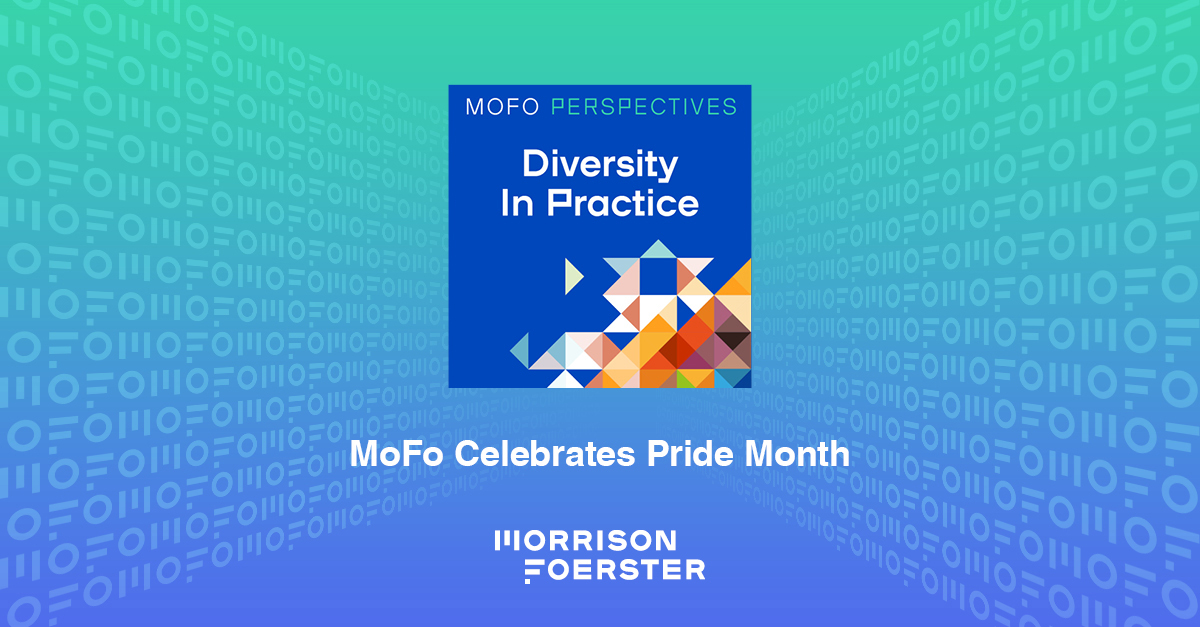 MOFO PERSPECTIVES
Diversity
In Practice
MoFo Celebrates Pride Month
MORRISON
FOERSTER